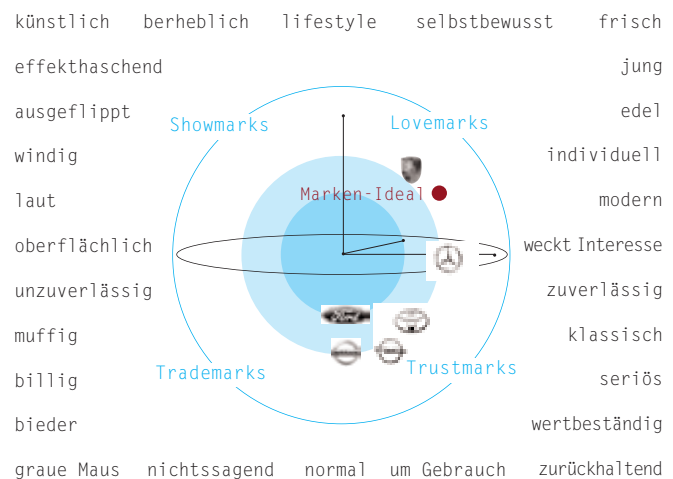 künstlich berheblich lifestyle selbstbewusst frisch
effekthaschend jung
ausgeflippt edel
Showmarks Lovemarks
windig individuell
Marken-Ideal
laut modern
oberflächlich weckt Interesse
unzuverlässig zuverlässig
Ford
muffig klassisch
Trademarks Trustmarks
billig seriös
bieder wertbeständig
graue Maus nichtssagend normal um Gebrauch zurückhaltend